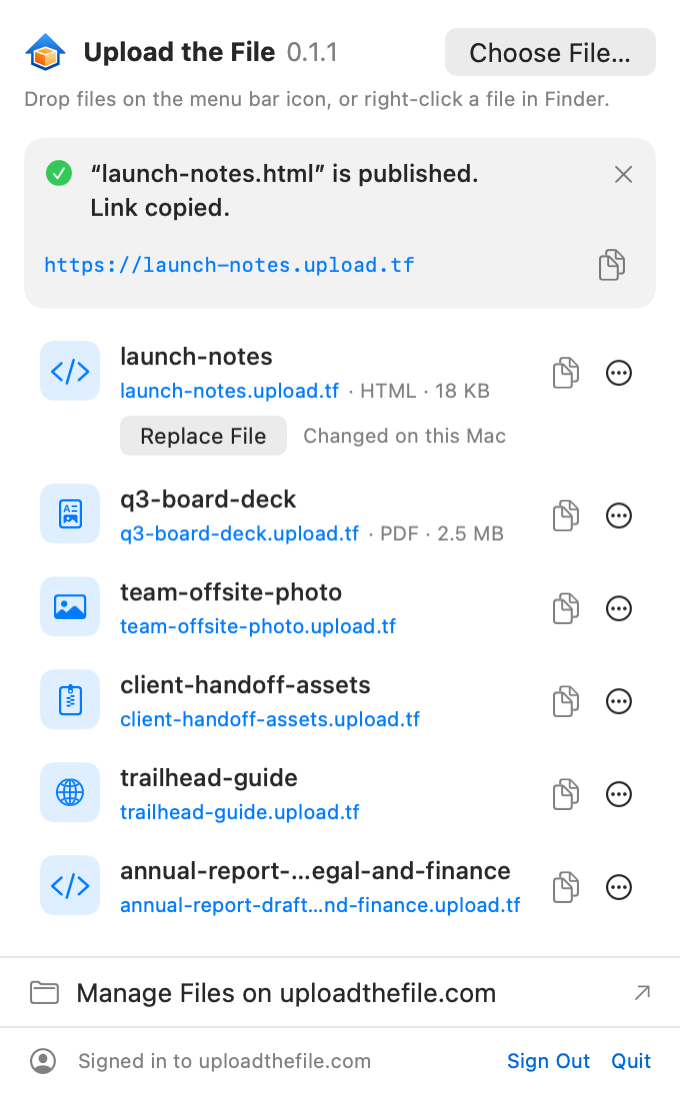 Upload the File 0.1.1
Choose File...
Drop files on the menu bar icon, or right-click a file in Finder.
“launch-notes.html” is published.
Link copied.
https://launch-notes.upload.tf
launch-notes
launch-notes.upload.tf · HTML · 18 KB
Replace File
Changed on this Mac
q3-board-deck
q3-board-deck.upload.tf · PDF · 2.5 MB
team-offsite-photo
team-offsite-photo.upload.tf
client-handoff-assets
client-handoff-assets.upload.tf
trailhead-guide
trailhead-guide.upload.tf
annual-report-...egal-and-finance
annual-report-draft...nd-finance.upload.tf
Manage Files on uploadthefile.com
Signed in to uploadthefile.com
Sign Out
Quit